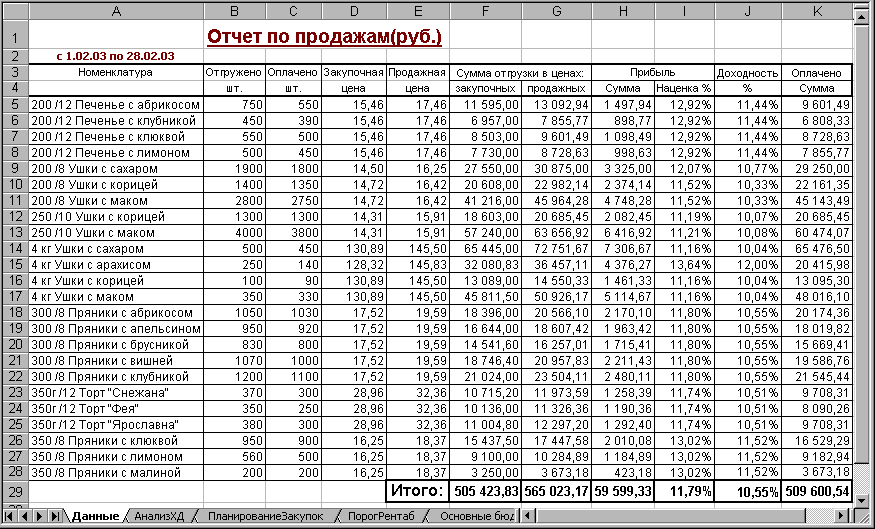 A B C D E F G H I J K
1 Отчет по продажам(руб.)
2 с 1.02.03 по 28.02.03
3 Номенклатура Отгружено Оплачено Закупочная Продажная Сумма отгрузки в ценах: Прибыль Доходность Оплачено
4 шт. шт. цена цена закупочных продажных Сумма Наценка % % Сумма
5 200 /12 Печенье с абрикосом 750 550 15,46 17,46 11 595,00 13 092,94 1 497,94 12,92% 11,44% 9 601,49
6 200 /12 Печенье с клубникой 450 390 15,46 17,46 6 957,00 7 855,77 898,77 12,92% 11,44% 6 808,33
7 200 /12 Печенье с клюквой 550 500 15,46 17,46 8 503,00 9 601,49 1 098,49 12,92% 11,44% 8 728,63
8 200 /12 Печенье с лимоном 500 450 15,46 17,46 7 730,00 8 728,63 998,63 12,92% 11,44% 7 855,77
9 200 /8 Ушки с сахаром 1900 1800 14,50 16,25 27 550,00 30 875,00 3 325,00 12,07% 10,77% 29 250,00
10 200 /8 Ушки с корицей 1400 1350 14,72 16,42 20 608,00 22 982,14 2 374,14 11,52% 10,33% 22 161,35
11 200 /8 Ушки с маком 2800 2750 14,72 16,42 41 216,00 45 964,28 4 748,28 11,52% 10,33% 45 143,49
12 250 /10 Ушки с корицей 1300 1300 14,31 15,91 18 603,00 20 685,45 2 082,45 11,19% 10,07% 20 685,45
13 250 /10 Ушки с маком 4000 3800 14,31 15,91 57 240,00 63 656,92 6 416,92 11,21% 10,08% 60 474,07
14 4 кг Ушки с сахаром 500 450 130,89 145,50 65 445,00 72 751,67 7 306,67 11,16% 10,04% 65 476,50
15 4 кг Ушки с арахисом 250 140 128,32 145,83 32 080,83 36 457,11 4 376,27 13,64% 12,00% 20 415,98
16 4 кг Ушки с корицей 100 90 130,89 145,50 13 089,00 14 550,33 1 461,33 11,16% 10,04% 13 095,30
17 4 кг Ушки с маком 350 330 130,89 145,50 45 811,50 50 926,17 5 114,67 11,16% 10,04% 48 016,10
18 300 /8 Пряники с абрикосом 1050 1030 17,52 19,59 18 396,00 20 566,10 2 170,10 11,80% 10,55% 20 174,36
19 300 /8 Пряники с апельсином 950 920 17,52 19,59 16 644,00 18 607,42 1 963,42 11,80% 10,55% 18 019,82
20 300 /8 Пряники с брусникой 830 800 17,52 19,59 14 541,60 16 257,01 1 715,41 11,80% 10,55% 15 669,41
21 300 /8 Пряники с вишней 1070 1000 17,52 19,59 18 746,40 20 957,83 2 211,43 11,80% 10,55% 19 586,76
22 300 /8 Пряники с клубникой 1200 1100 17,52 19,59 21 024,00 23 504,11 2 480,11 11,80% 10,55% 21 545,44
23 350г /12 Торт "Снежана" 370 300 28,96 32,36 10 715,20 11 973,59 1 258,39 11,74% 10,51% 9 708,31
24 350г /12 Торт "Фея" 350 250 28,96 32,36 10 136,00 11 326,36 1 190,36 11,74% 10,51% 8 090,26
25 350г /12 Торт "Ярославна" 380 300 28,96 32,36 11 004,80 12 297,20 1 292,40 11,74% 10,51% 9 708,31
26 350 /8 Пряники с клюквой 950 900 16,25 18,37 15 437,50 17 447,58 2 010,08 13,02% 11,52% 16 529,29
27 350 /8 Пряники с лимоном 560 500 16,25 18,37 9 100,00 10 284,89 1 184,89 13,02% 11,52% 9 182,94
28 350 /8 Пряники с малиной 200 200 16,25 18,37 3 250,00 3 673,18 423,18 13,02% 11,52% 3 673,18
29 Итого: 505 423,83 565 023,17 59 599,33 11,79% 10,55% 509 600,54
Данные АнализХД ПланированиеЗакупок ПорогРентаб Основные бюд